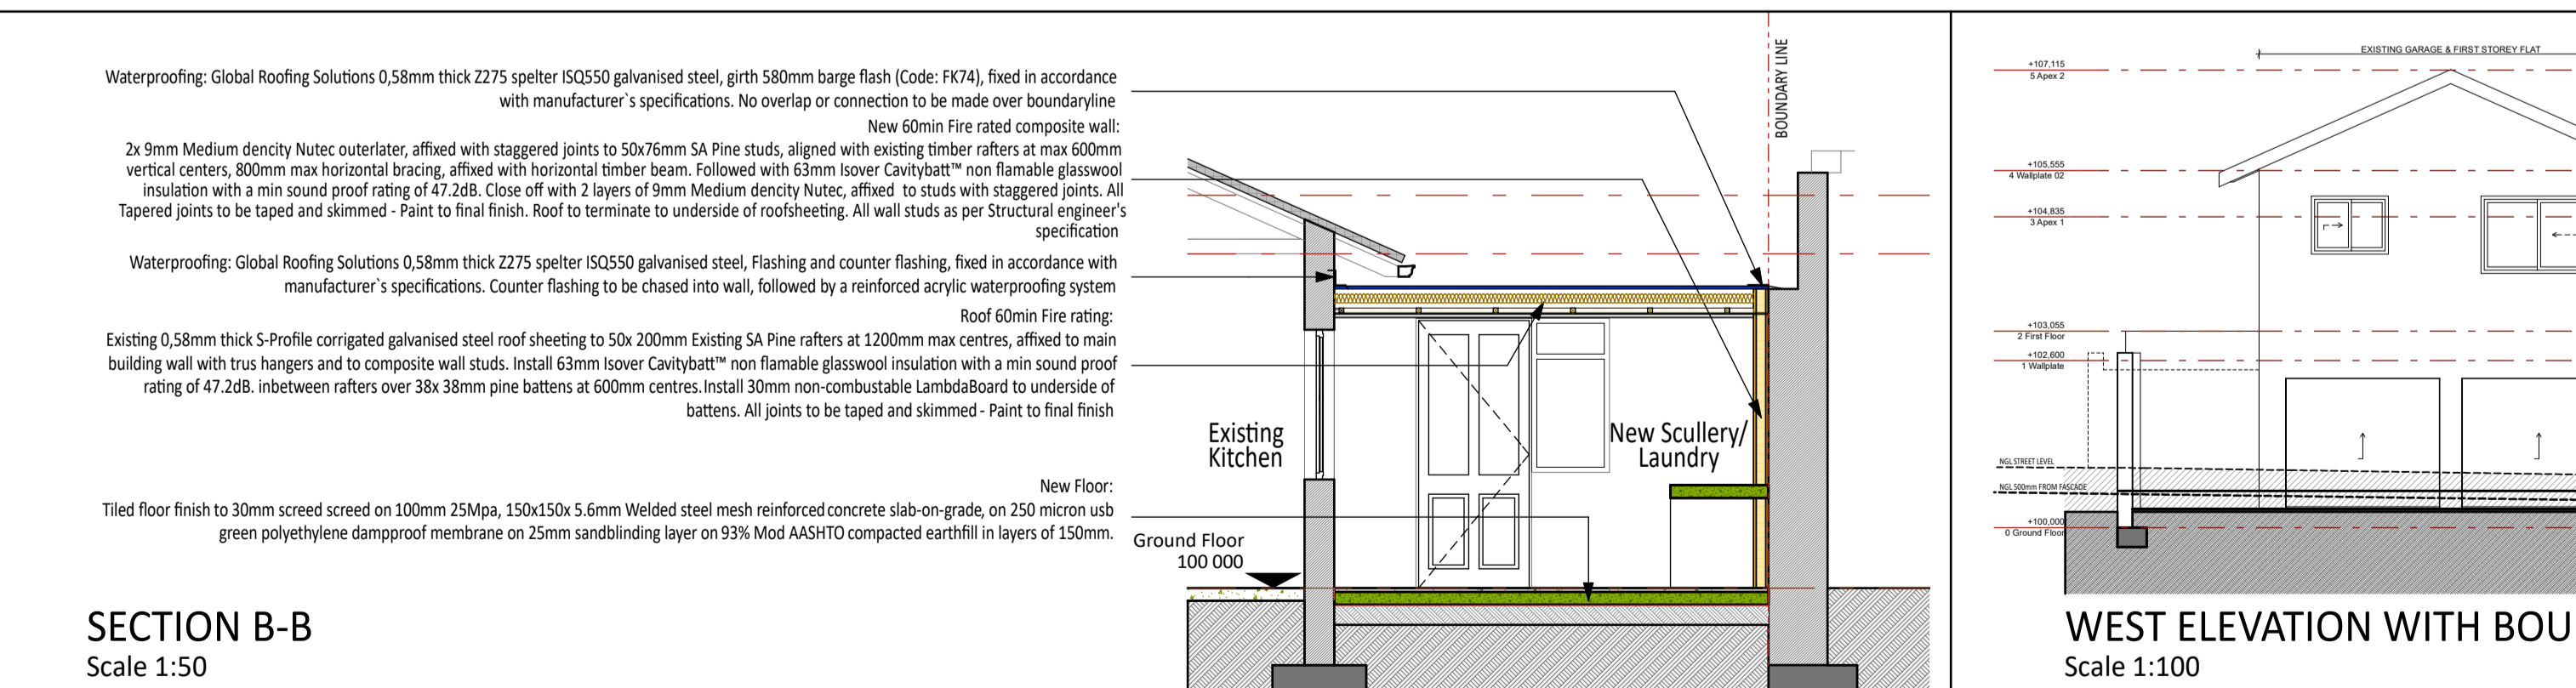 Waterproofing: Global Roofing Solutions 0,58mm thick Z275 spelter ISQ550 galvanised steel, girth 580mm barge flash (Code: FK74), fixed in accordance
with manufacturer`s specifications. No overlap or connection to be made over boundaryline
New 60min Fire rated composite wall:
2x 9mm Medium dencity Nutec outerlater, affixed with staggered joints to 50x76mm SA Pine studs, aligned with existing timber rafters at max 600mm
vertical centers, 800mm max horizontal bracing, affixed with horizontal timber beam. Followed with 63mm Isover Cavitybatt™ non flamable glasswool
insulation with a min sound proof rating of 47.2dB. Close off with 2 layers of 9mm Medium dencity Nutec, affixed to studs with staggered joints. All
Tapered joints to be taped and skimmed - Paint to final finish. Roof to terminate to underside of roofsheeting. All wall studs as per Structural engineer's
specification
Waterproofing: Global Roofing Solutions 0,58mm thick Z275 spelter ISQ550 galvanised steel, Flashing and counter flashing, fixed in accordance with
manufacturer`s specifications. Counter flashing to be chased into wall, followed by a reinforced acrylic waterproofing system
Roof 60min Fire rating:
Existing 0,58mm thick S-Profile corrigated galvanised steel roof sheeting to 50x 200mm Existing SA Pine rafters at 1200mm max centres, affixed to main
building wall with trus hangers and to composite wall studs. Install 63mm Isover Cavitybatt™ non flamable glasswool insulation with a min sound proof
rating of 47.2dB. inbetween rafters over 38x 38mm pine battens at 600mm centres. Install 30mm non-combustable LambdaBoard to underside of
battens. All joints to be taped and skimmed - Paint to final finish
New Floor:
Tiled floor finish to 30mm screed screed on 100mm 25Mpa, 150x150x 5.6mm Welded steel mesh reinforced concrete slab-on-grade, on 250 micron usb
green polyethylene dampproof membrane on 25mm sandblinding layer on 93% Mod AASHTO compacted earthfill in layers of 150mm.
SECTION B-B
Scale 1:50
BOUNDARY LINE
Existing
Kitchen
New Scullery/
Laundry
Ground Floor
100 000
EXISTING GARAGE & FIRST STOREY FLAT
+107,115
5 Apex 2
+105,555
4 Wallplate 02
+104,835
3 Apex 1
+103,055
2 First Floor
+102,600
1 Wallplate
NGL STREET LEVEL
NGL 500mm FROM FASCADE
+100,000
0 Ground Floor
WEST ELEVATION WITH BOU
Scale 1:100